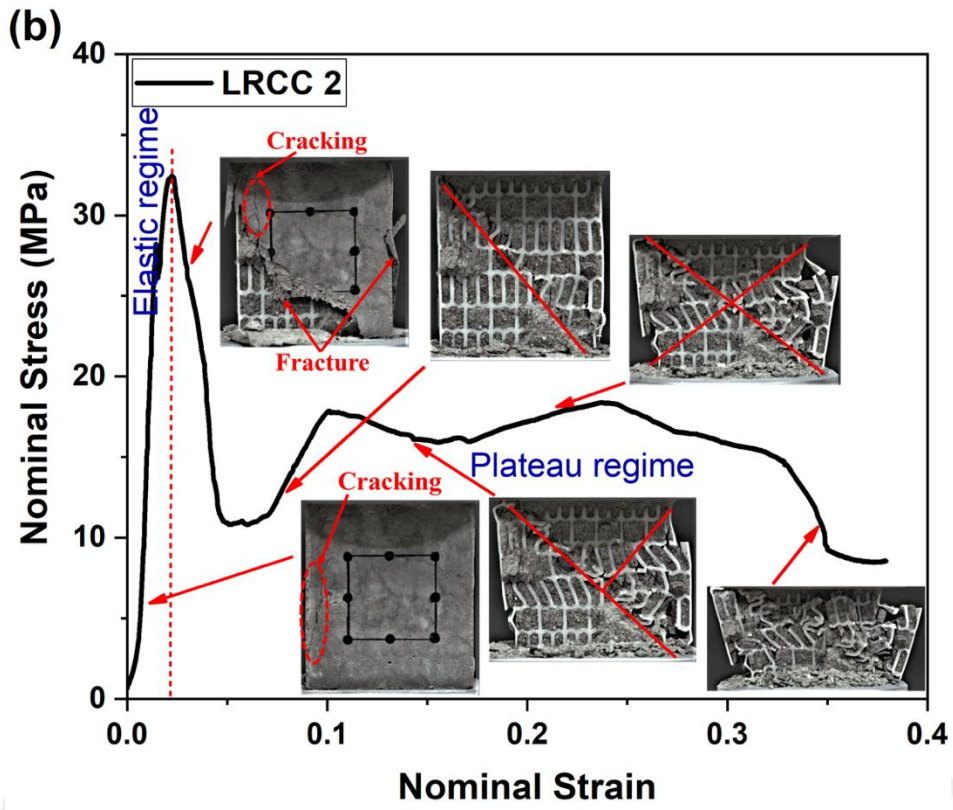 (b)
40
LRCC 2
Elastic regime
Cracking
30
Fracture
20
Nominal Stress (MPa)
Plateau regime
Cracking
10
0
0.0 0.1 0.2 0.3 0.4
Nominal Strain